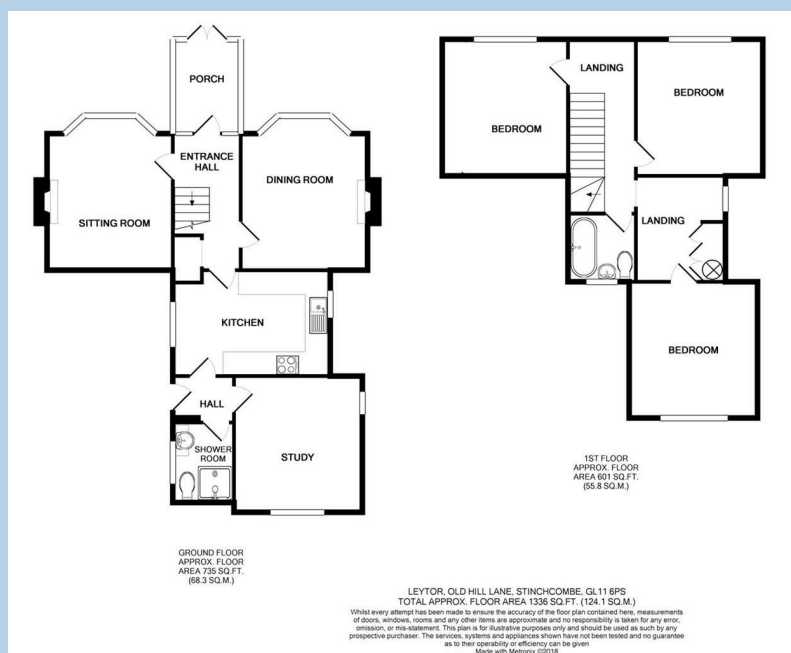 PORCH
ENTRANCE
HALL
SITTING ROOM
DINING ROOM
KITCHEN
HALL
SHOWER
ROOM
STUDY
GROUND FLOOR
APPROX. FLOOR
AREA 735 SQ.FT.
(68.3 SQ.M.)
LANDING
BEDROOM
BEDROOM
LANDING
BEDROOM
1ST FLOOR
APPROX. FLOOR
AREA 601 SQ.FT.
(55.8 SQ.M.)
LEYTOR, OLD HILL LANE, STINCHCOMBE, GL11 6PS
TOTAL APPROX. FLOOR AREA 1336 SQ.FT. (124.1 SQ.M.)
Whilst every attempt has been made to ensure the accuracy of the floor plan contained here, measurements
of doors, windows, rooms and any other items are approximate and no responsibility is taken for any error,
omission, or mis-statement. This plan is for illustrative purposes only and should be used as such by any
prospective purchaser. The services, systems and appliances shown have not been tested and no guarantee
as to their operability or efficiency can be given
Made with Metropix ©2018